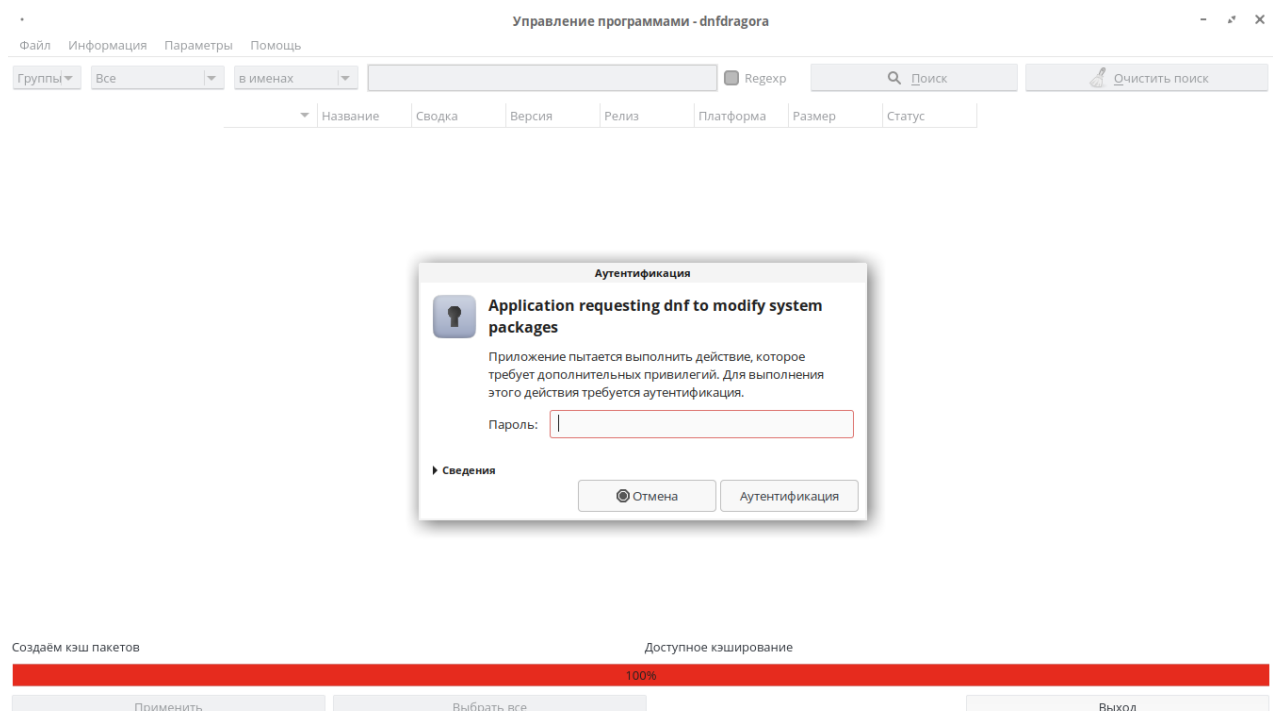 Управление программами - dnfdragora
Файл Информация Параметры Помощь
Группы Все в именах Regexp Поиск Очистить поиск
Название Сводка Версия Релиз Платформа Размер Статус
Аутентификация
Application requesting dnf to modify system
packages
Приложение пытается выполнить действие, которое
требует дополнительных привилегий. Для выполнения
этого действия требуется аутентификация.
Пароль:
Сведения
Отмена Аутентификация
Создаём кэш пакетов Доступное кэширование
100%
Применить Выбрать все Выход